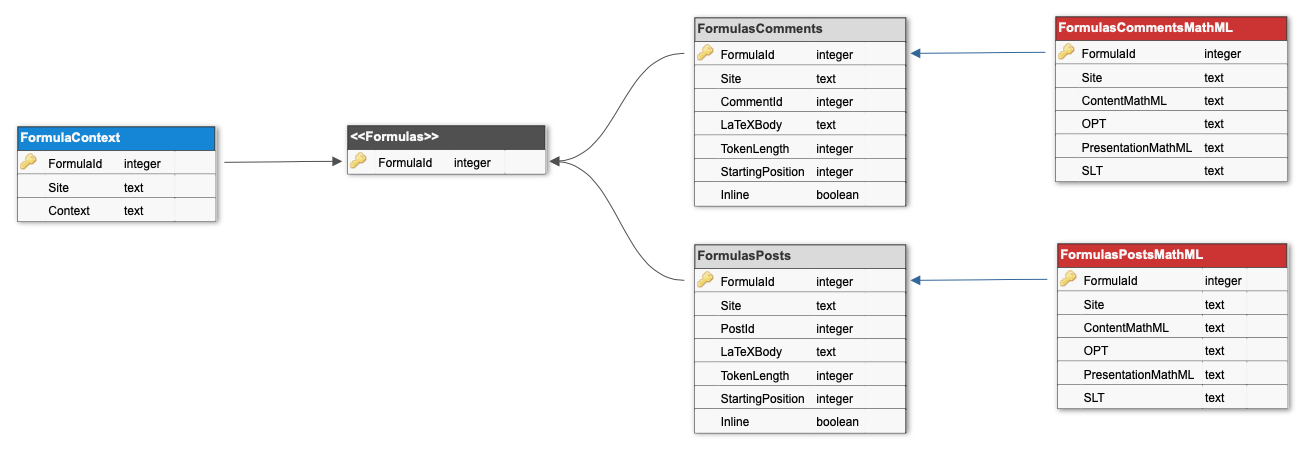 FormulaContext
FormulaId integer
Site text
Context text
<<Formulas>>
FormulaId integer
FormulasComments
FormulaId integer
Site text
CommentId integer
LaTeXBody text
TokenLength integer
StartingPosition integer
Inline boolean
FormulasCommentsMathML
FormulaId integer
Site text
ContentMathML text
OPT text
PresentationMathML text
SLT text
FormulasPosts
FormulaId integer
Site text
PostId integer
LaTeXBody text
TokenLength integer
StartingPosition integer
Inline boolean
FormulasPostsMathML
FormulaId integer
Site text
ContentMathML text
OPT text
PresentationMathML text
SLT text